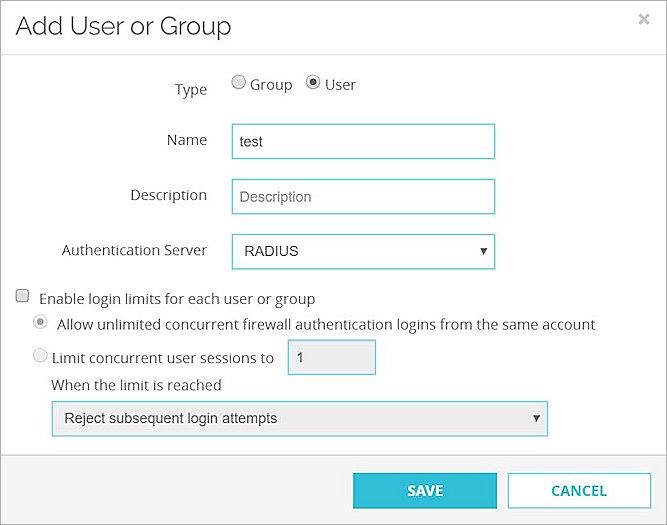 Add User or Group
Type Group User
Name test
Description Description
Authentication Server RADIUS
Enable login limits for each user or group
Allow unlimited concurrent firewall authentication logins from the same account
Limit concurrent user sessions to 1
When the limit is reached
Reject subsequent login attempts
SAVE CANCEL